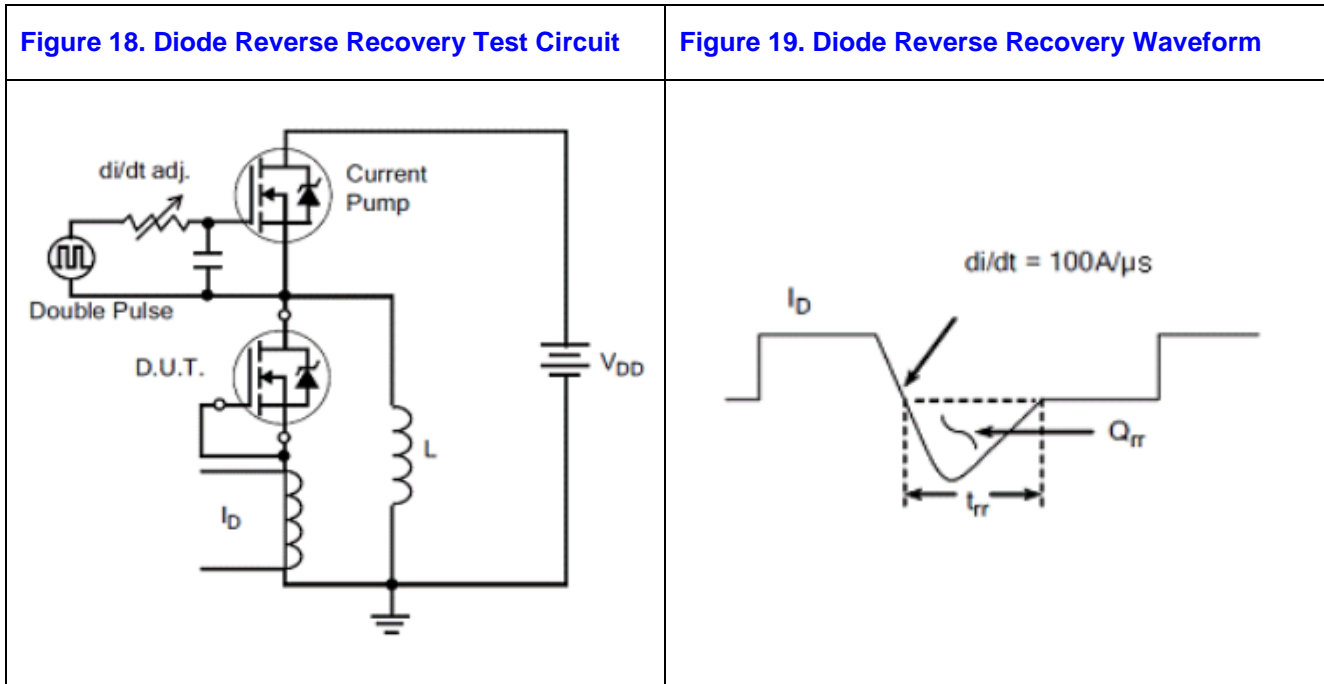 Figure 18. Diode Reverse Recovery Test Circuit
Figure 19. Diode Reverse Recovery Waveform
di/dt adj.
Current
Pump
Double Pulse
D.U.T.
VDD
L
ID
di/dt = 100A/µs
ID
Qrr
trr